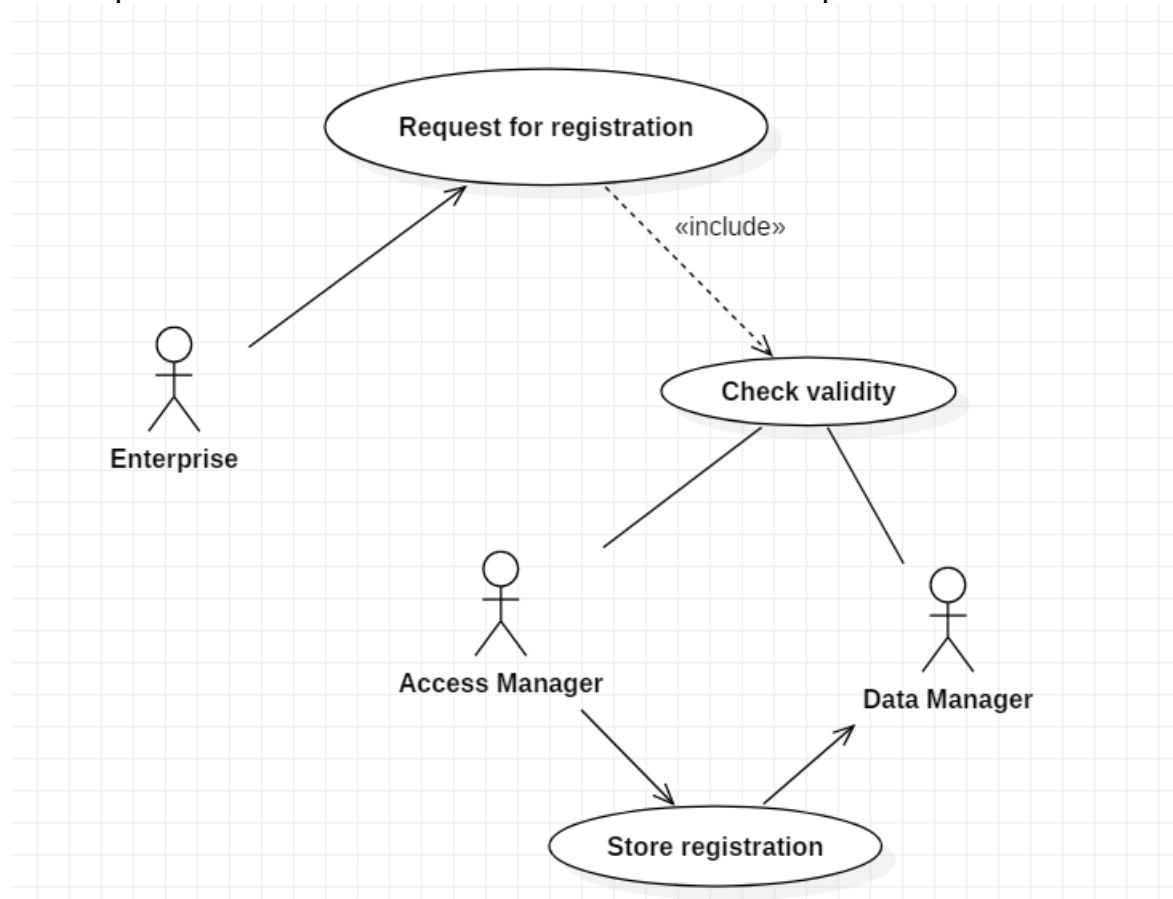 Request for registration
«include»
Check validity
Enterprise
Access Manager
Data Manager
Store registration